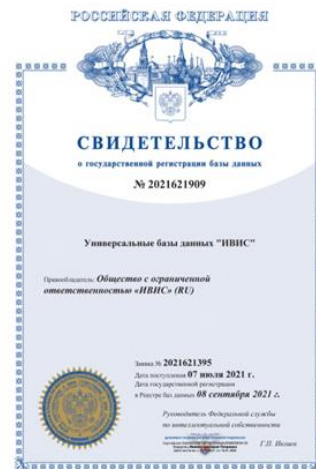 РОССИЙСКАЯ ФЕДЕРАЦИЯ
СВИДЕТЕЛЬСТВО
о государственной регистрации базы данных
№ 2021621909
Универсальные базы данных "ИВИС"
Правообладатель: Общество с ограниченной
ответственностью «ИВИС» (RU)
Заявка № 2021621395
Дата поступления 07 июля 2021 г.
Дата государственной регистрации
в Реестре баз данных 08 сентября 2021 г.
Руководитель Федеральной службы
по интеллектуальной собственности
Г.П. Ивлиев